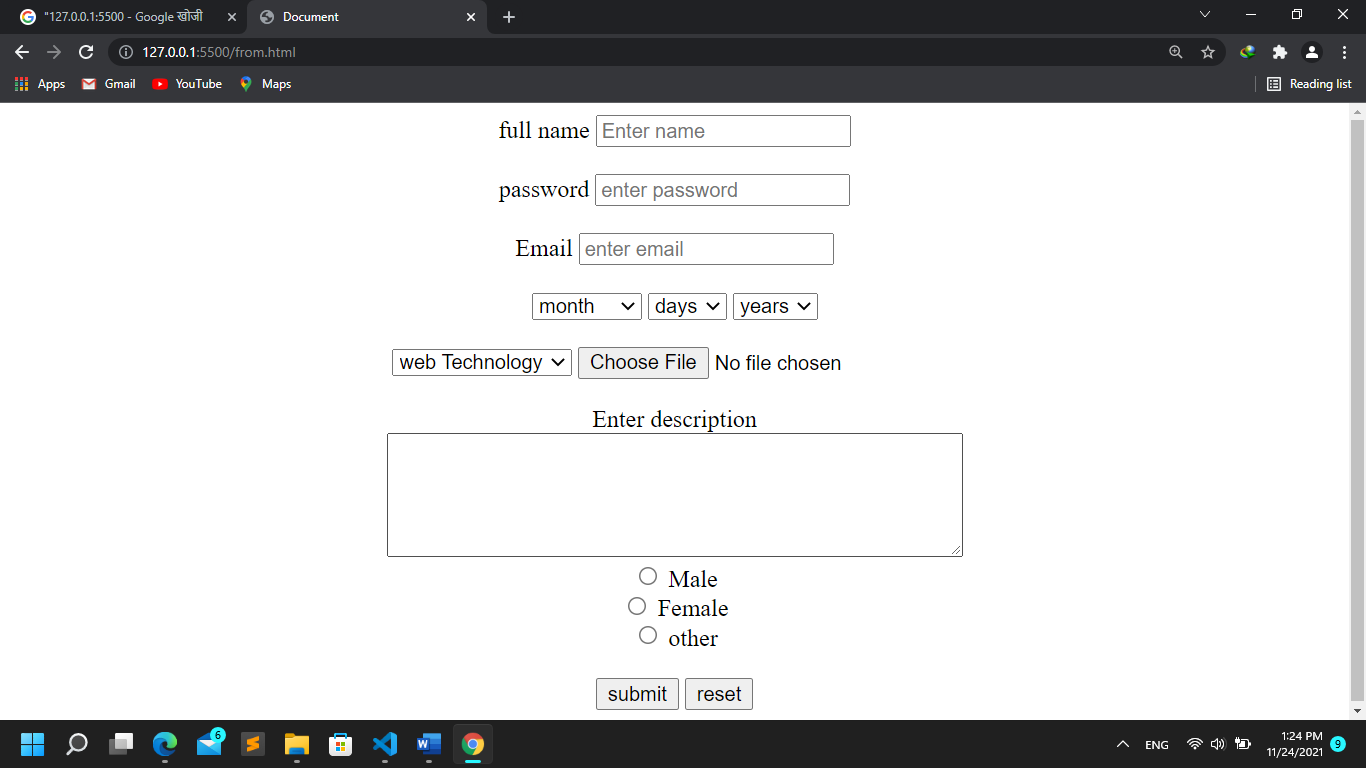 "127.0.0.1:5500 - Google खोजी
Document
127.0.0.1:5500/from.html
Apps Gmail YouTube Maps Reading list
full name Enter name
password enter password
Email enter email
month days years
web Technology Choose File No file chosen
Enter description
Male
Female
other
submit reset
6
ENG
1:24 PM
11/24/2021
9